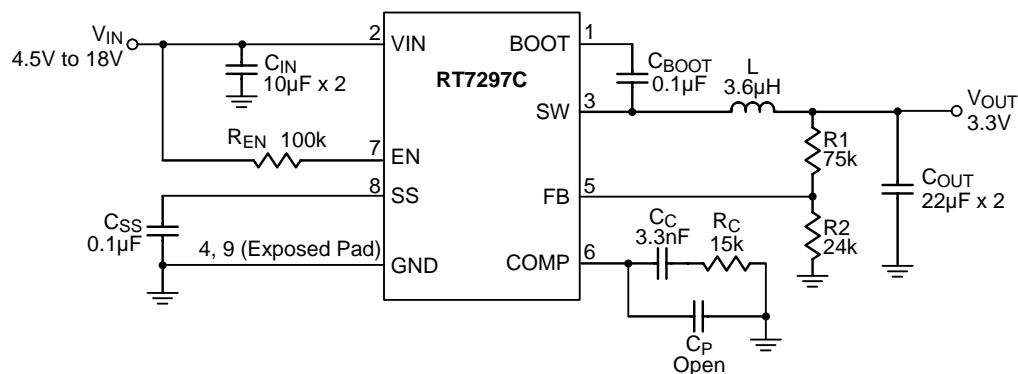 VIN
4.5V to 18V
2
VIN
CIN
10µF x 2
REN
100k
7
EN
8
SS
CSS
0.1µF
4, 9 (Exposed Pad)
GND
RT7297C
BOOT
1
CBOOT
0.1µF
L
3.6µH
SW
3
VOUT
3.3V
R1
75k
COUT
22µF x 2
FB
5
R2
24k
CC
3.3nF
RC
15k
COMP
6
CP
Open